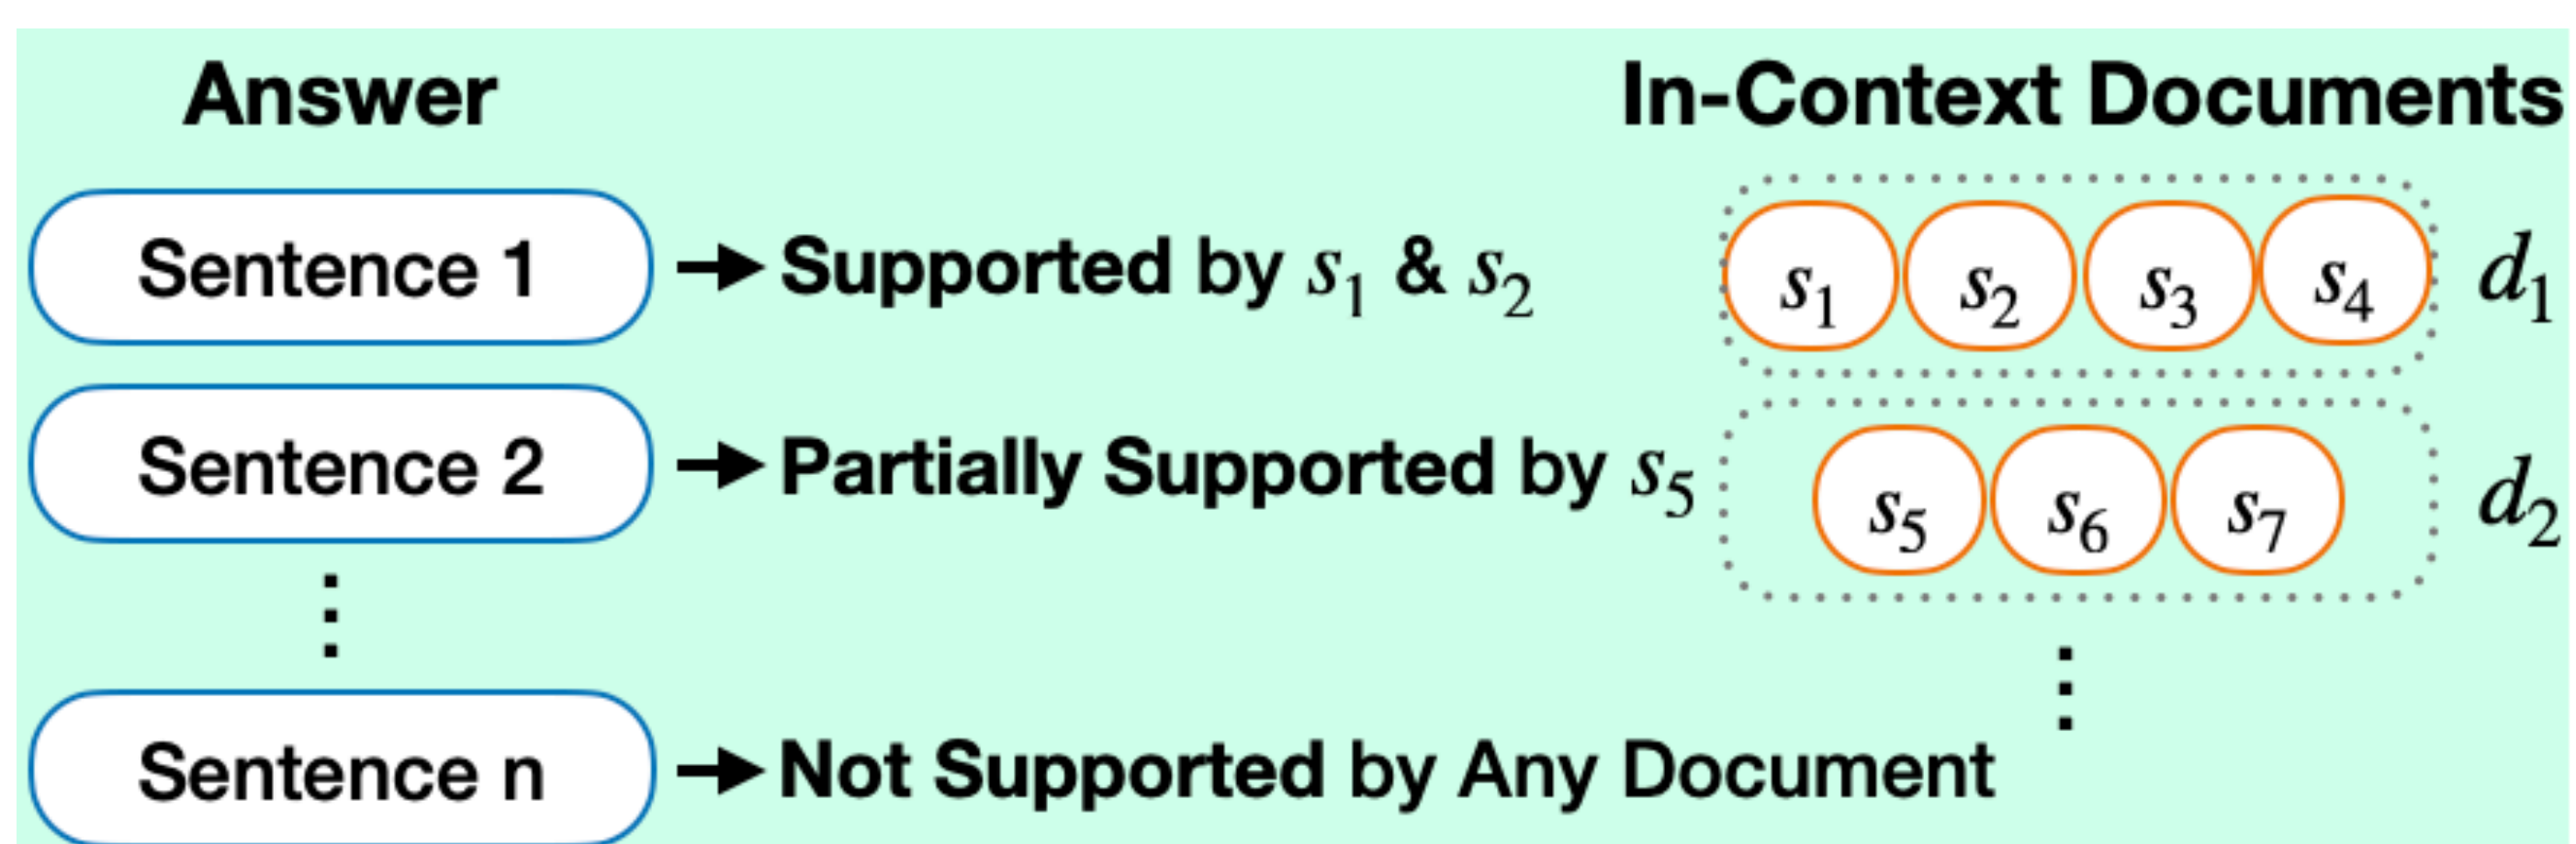 Answer In-Context Documents
Sentence 1 → Supported by s₁ & s₂ s₁ s₂ s₃ s₄ d₁
Sentence 2 → Partially Supported by s₅ s₅ s₆ s₇ d₂
⋮ ⋮
Sentence n → Not Supported by Any Document